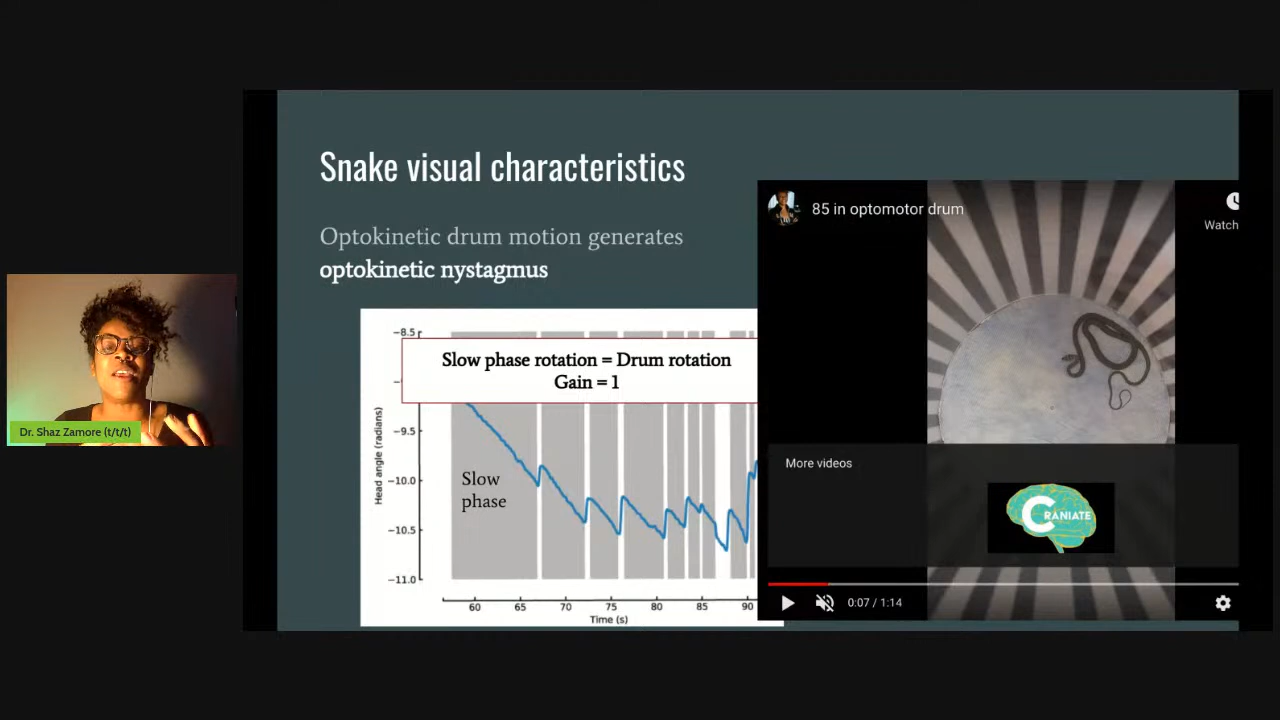 Snake visual characteristics
Optokinetic drum motion generates
optokinetic nystagmus
85 in optomotor drum
Watch
−8.5
Slow phase rotation = Drum rotation
Gain = 1
−9.5
−10.0
−10.5
−11.0
Head angle (radians)
Slow
phase
60 65 70 75 80 85 90
Time (s)
More videos
CRANIATE
0:07 / 1:14
Dr. Shaz Zamore (t/t/t)